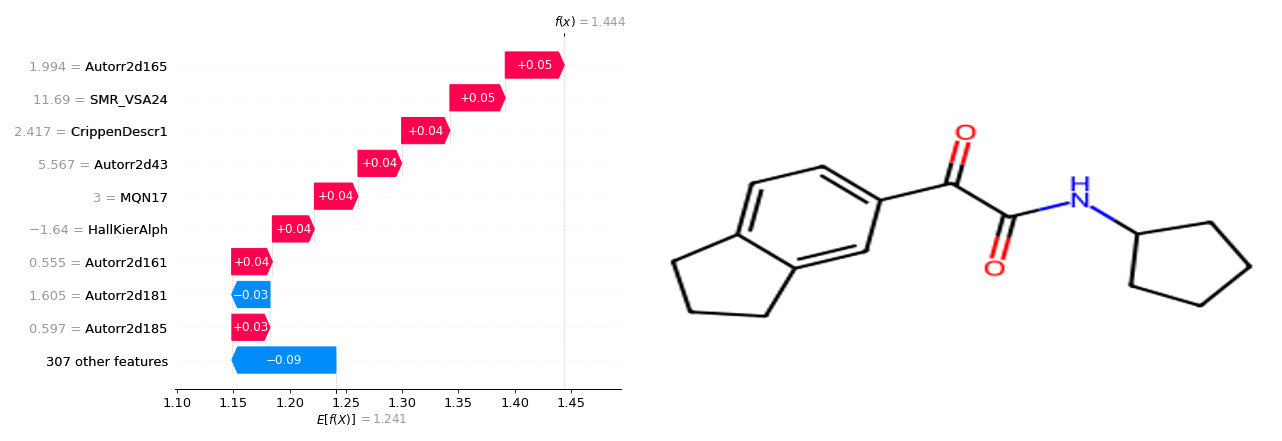 f(x) = 1.444
1.994 = Autorr2d165
+0.05
11.69 = SMR_VSA24
+0.05
2.417 = CrippenDescr1
+0.04
5.567 = Autorr2d43
+0.04
3 = MQN17
+0.04
−1.64 = HallKierAlph
+0.04
0.555 = Autorr2d161
+0.04
1.605 = Autorr2d181
−0.03
0.597 = Autorr2d185
+0.03
307 other features
−0.09
1.10 1.15 1.20 1.25 1.30 1.35 1.40 1.45
E[f(X)] = 1.241
O
H
N
O